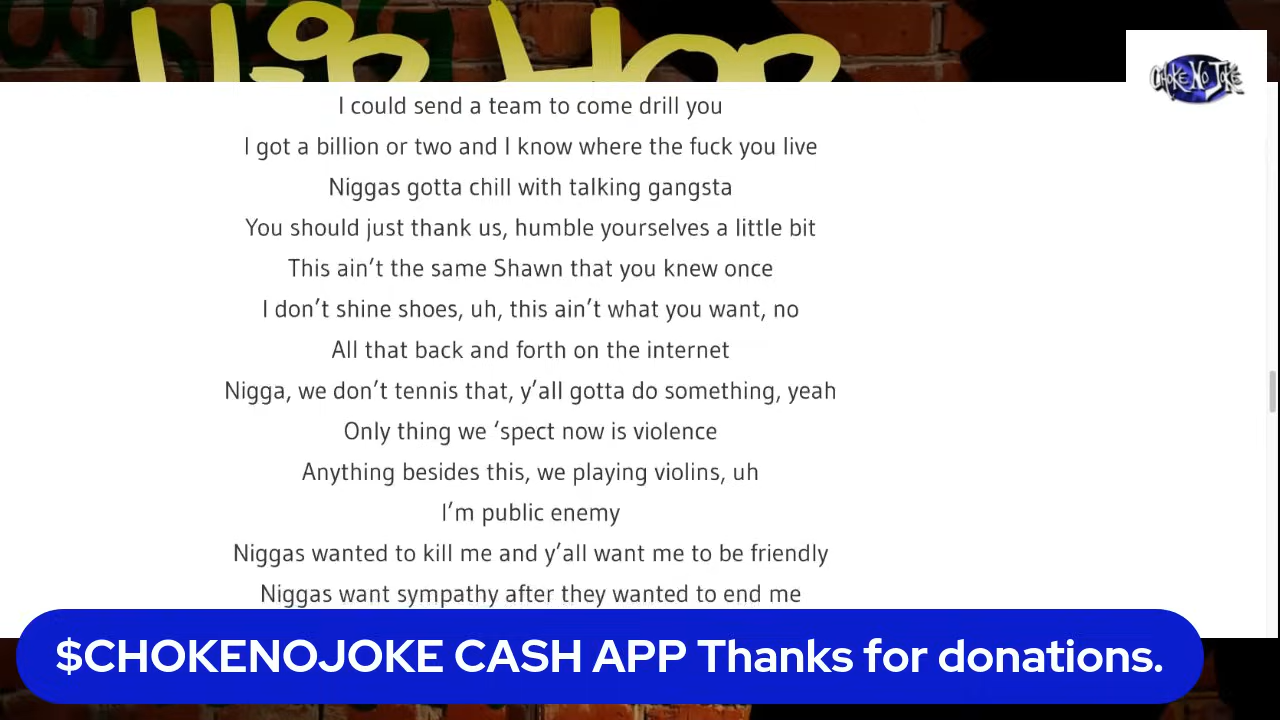 Hip Hop
CHOKE NO JOKE
I could send a team to come drill you
I got a billion or two and I know where the fuck you live
Niggas gotta chill with talking gangsta
You should just thank us, humble yourselves a little bit
This ain’t the same Shawn that you knew once
I don’t shine shoes, uh, this ain’t what you want, no
All that back and forth on the internet
Nigga, we don’t tennis that, y’all gotta do something, yeah
Only thing we ‘spect now is violence
Anything besides this, we playing violins, uh
I’m public enemy
Niggas wanted to kill me and y’all want me to be friendly
Niggas want sympathy after they wanted to end me
$CHOKENOJOKE CASH APP Thanks for donations.